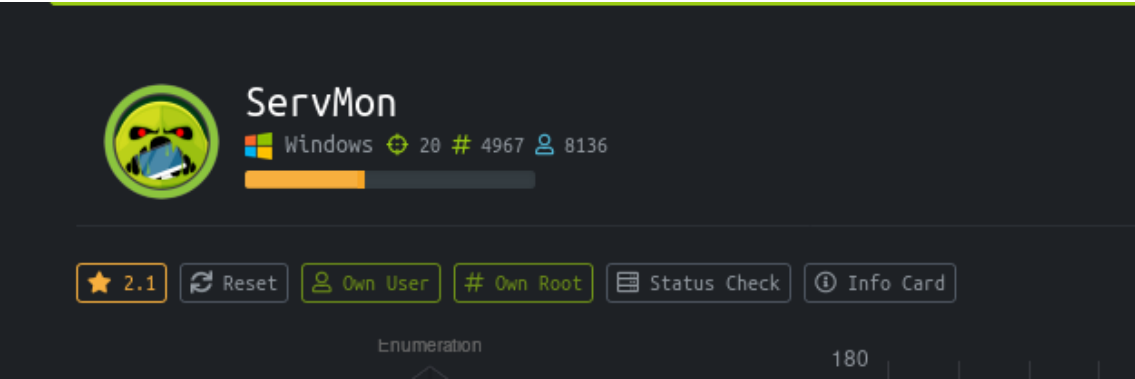 ServMon
Windows 20 # 4967 8136
2.1 Reset Own User # Own Root Status Check Info Card
Enumeration
180